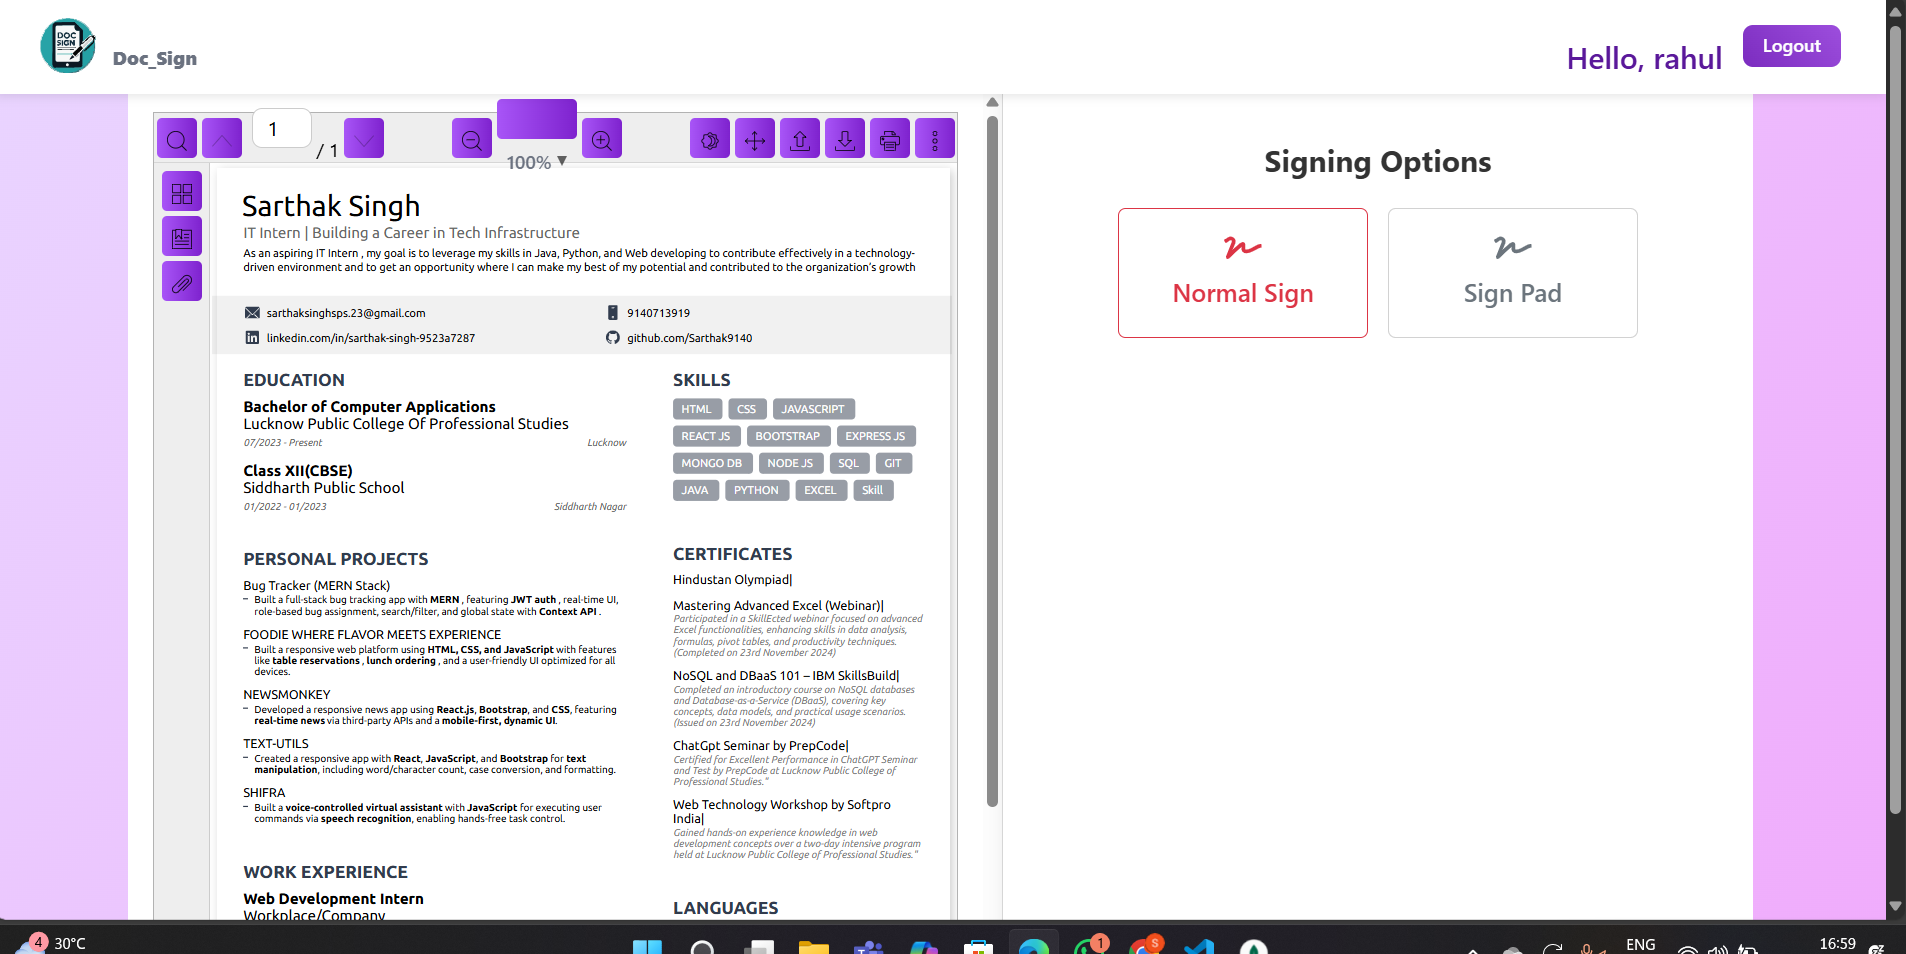 DOC
SIGN
Doc_Sign
Hello, rahul
Logout
1
/ 1
100%
Sarthak Singh
IT Intern | Building a Career in Tech Infrastructure
As an aspiring IT Intern , my goal is to leverage my skills in Java, Python, and Web developing to contribute effectively in a technology-
driven environment and to get an opportunity where I can make my best of my potential and contributed to the organization's growth
sarthaksinghsps.23@gmail.com
9140713919
linkedin.com/in/sarthak-singh-9523a7287
github.com/Sarthak9140
EDUCATION
Bachelor of Computer Applications
Lucknow Public College Of Professional Studies
07/2023 - Present
Lucknow
Class XII(CBSE)
Siddharth Public School
01/2022 - 01/2023
Siddharth Nagar
PERSONAL PROJECTS
Bug Tracker (MERN Stack)
– Built a full-stack bug tracking app with MERN , featuring JWT auth , real-time UI,
role-based bug assignment, search/filter, and global state with Context API .
FOODIE WHERE FLAVOR MEETS EXPERIENCE
– Built a responsive web platform using HTML, CSS, and JavaScript with features
like table reservations , lunch ordering , and a user-friendly UI optimized for all
devices.
NEWSMONKEY
– Developed a responsive news app using React.js, Bootstrap, and CSS, featuring
real-time news via third-party APIs and a mobile-first, dynamic UI.
TEXT-UTILS
– Created a responsive app with React, JavaScript, and Bootstrap for text
manipulation, including word/character count, case conversion, and formatting.
SHIFRA
– Built a voice-controlled virtual assistant with JavaScript for executing user
commands via speech recognition, enabling hands-free task control.
WORK EXPERIENCE
Web Development Intern
Workplace/Company
SKILLS
HTML CSS JAVASCRIPT
REACT JS BOOTSTRAP EXPRESS JS
MONGO DB NODE JS SQL GIT
JAVA PYTHON EXCEL Skill
CERTIFICATES
Hindustan Olympiad|
Mastering Advanced Excel (Webinar)|
Participated in a SkillEcted webinar focused on advanced
Excel functionalities, enhancing skills in data analysis,
formulas, pivot tables, and productivity techniques.
(Completed on 23rd November 2024)
NoSQL and DBaaS 101 – IBM SkillsBuild|
Completed an introductory course on NoSQL databases
and Database-as-a-Service (DBaaS), covering key
concepts, data models, and practical usage scenarios.
(Issued on 23rd November 2024)
ChatGpt Seminar by PrepCode|
Certified for Excellent Performance in ChatGPT Seminar
and Test by PrepCode at Lucknow Public College of
Professional Studies."
Web Technology Workshop by Softpro
India|
Gained hands-on experience knowledge in web
development concepts over a two-day intensive program
held at Lucknow Public College of Professional Studies."
LANGUAGES
Signing Options
Normal Sign
Sign Pad
4
30°C
1
S
ENG
16:59